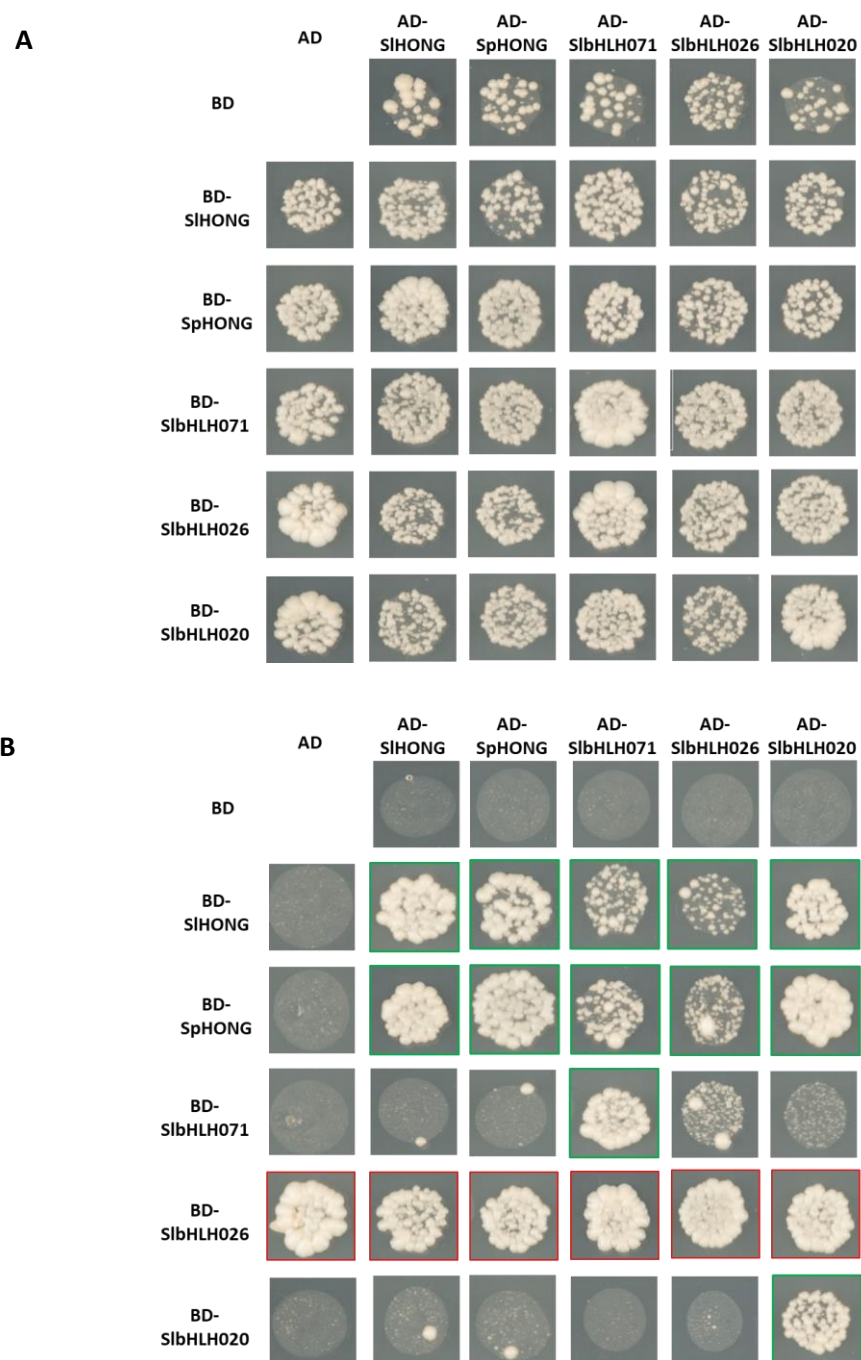 A
AD
AD-
SlHONG
AD-
SpHONG
AD-
SlbHLH071
AD-
SlbHLH026
AD-
SlbHLH020
BD
BD-
SlHONG
BD-
SpHONG
BD-
SlbHLH071
BD-
SlbHLH026
BD-
SlbHLH020
B
AD
AD-
SlHONG
AD-
SpHONG
AD-
SlbHLH071
AD-
SlbHLH026
AD-
SlbHLH020
BD
BD-
SlHONG
BD-
SpHONG
BD-
SlbHLH071
BD-
SlbHLH026
BD-
SlbHLH020